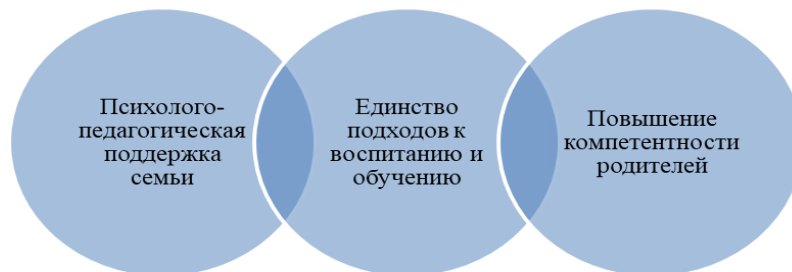 Психолого-
педагогическая
поддержка
семьи
Единство
подходов к
воспитанию и
обучению
Повышение
компетентности
родителей